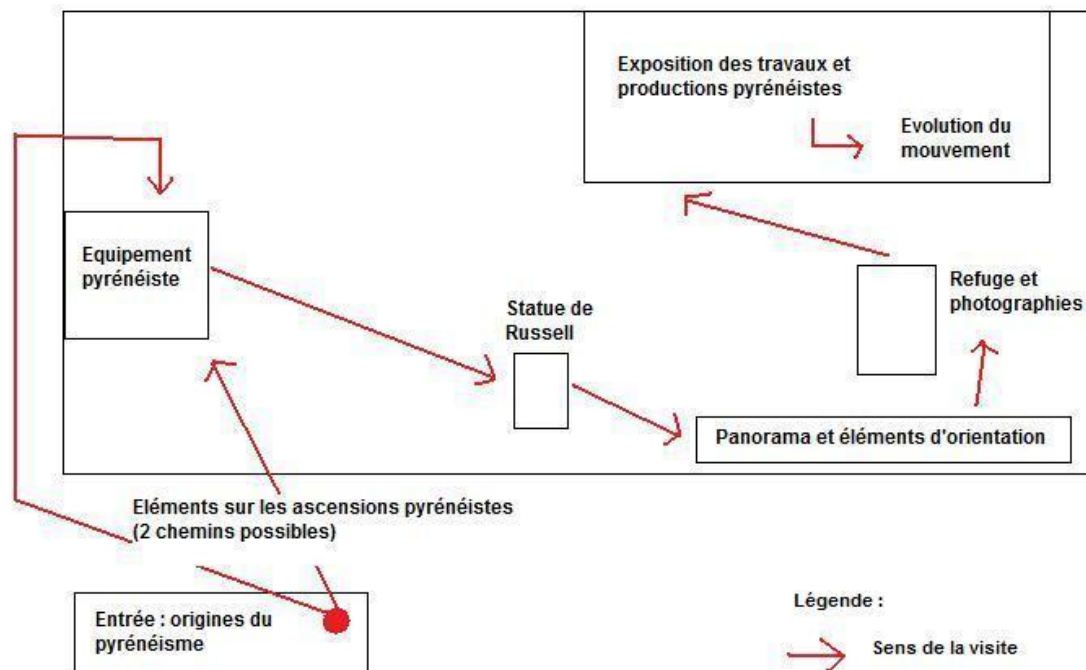 Exposition des travaux et
productions pyrénéistes
Evolution du
mouvement
Equipement
pyrénéiste
Statue de
Russell
Refuge et
photographies
Panorama et éléments d'orientation
Eléments sur les ascensions pyrénéistes
(2 chemins possibles)
Entrée : origines du
pyrénéisme
Légende :
Sens de la visite